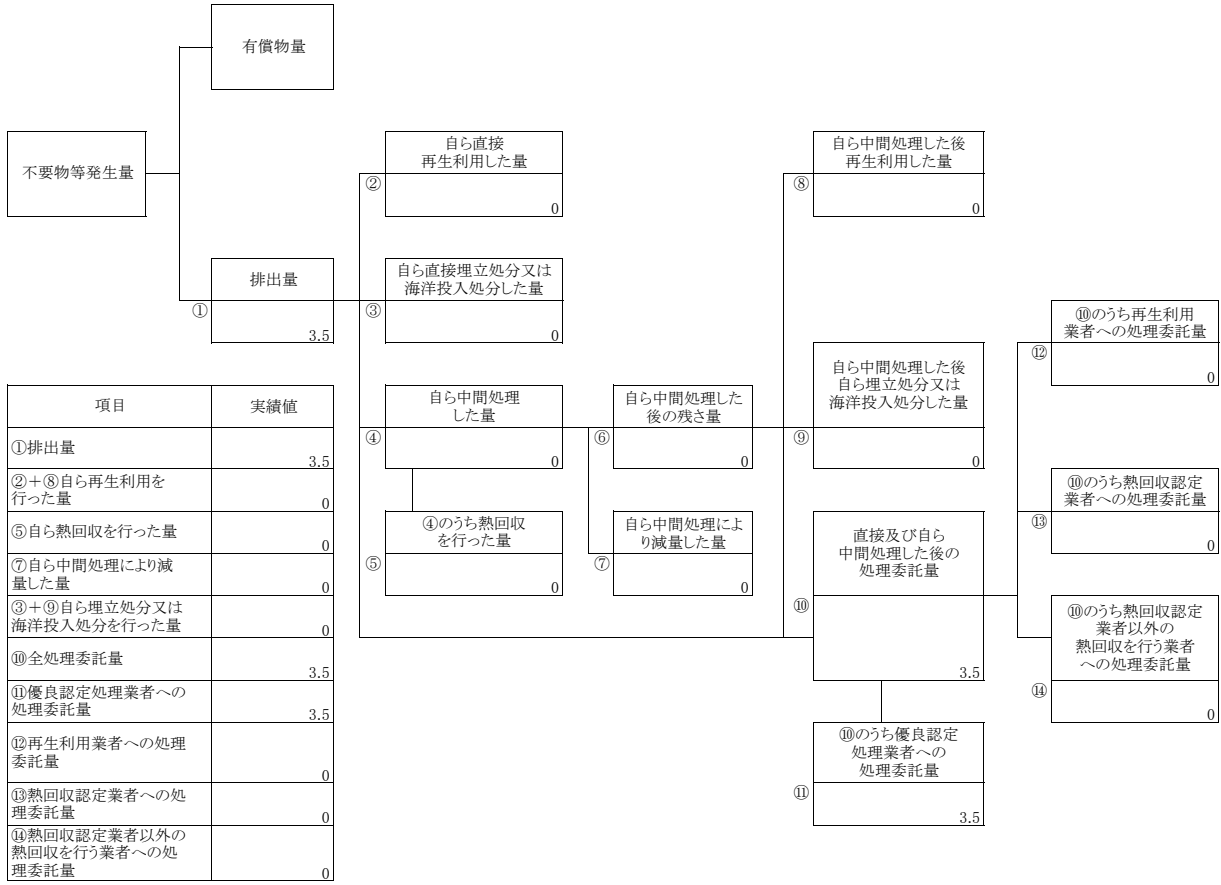 有償物量
不要物等発生量
自ら直接
再生利用した量
②
0
自ら中間処理した後
再生利用した量
⑧
0
排出量
①
3.5
自ら直接埋立処分又は
海洋投入処分した量
③
0
⑩のうち再生利用
業者への処理委託量
⑫
0
自ら中間処理
した量
④
0
自ら中間処理した
後の残さ量
⑥
0
自ら中間処理した後
自ら埋立処分又は
海洋投入処分した量
⑨
0
⑩のうち熱回収認定
業者への処理委託量
⑬
0
④のうち熱回収
を行った量
⑤
0
自ら中間処理によ
り減量した量
⑦
0
直接及び自ら
中間処理した後の
処理委託量
⑩
3.5
⑩のうち熱回収認定
業者以外の
熱回収を行う業者
への処理委託量
⑭
0
⑩のうち優良認定
処理業者への
処理委託量
⑪
3.5
項目 実績値
①排出量
3.5
②+⑧自ら再生利用を
行った量
0
⑤自ら熱回収を行った量
0
⑦自ら中間処理により減
量した量
0
③+⑨自ら埋立処分又は
海洋投入処分を行った量
0
⑩全処理委託量
3.5
⑪優良認定処理業者への
処理委託量
3.5
⑫再生利用業者への処理
委託量
0
⑬熱回収認定業者への処
理委託量
0
⑭熱回収認定業者以外の
熱回収を行う業者への処
理委託量
0